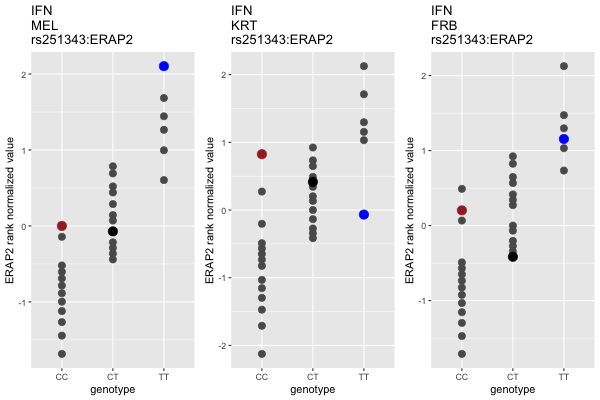 IFN
MEL
rs251343:ERAP2
ERAP2 rank normalized value
2
1
0
-1
CC
CT
TT
genotype
IFN
KRT
rs251343:ERAP2
ERAP2 rank normalized value
2
1
0
-1
-2
CC
CT
TT
genotype
IFN
FRB
rs251343:ERAP2
ERAP2 rank normalized value
2
1
0
-1
CC
CT
TT
genotype